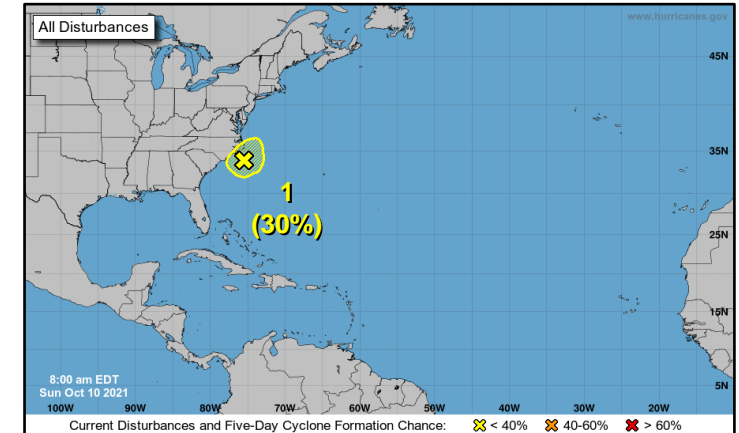 All Disturbances
www.hurricanes.gov
45N
35N
1
(30%)
25N
15N
8:00 am EDT
Sun Oct 10 2021
5N
100W 90W 80W 70W 60W 50W 40W 30W 20W
Current Disturbances and Five-Day Cyclone Formation Chance: < 40% 40-60% > 60%